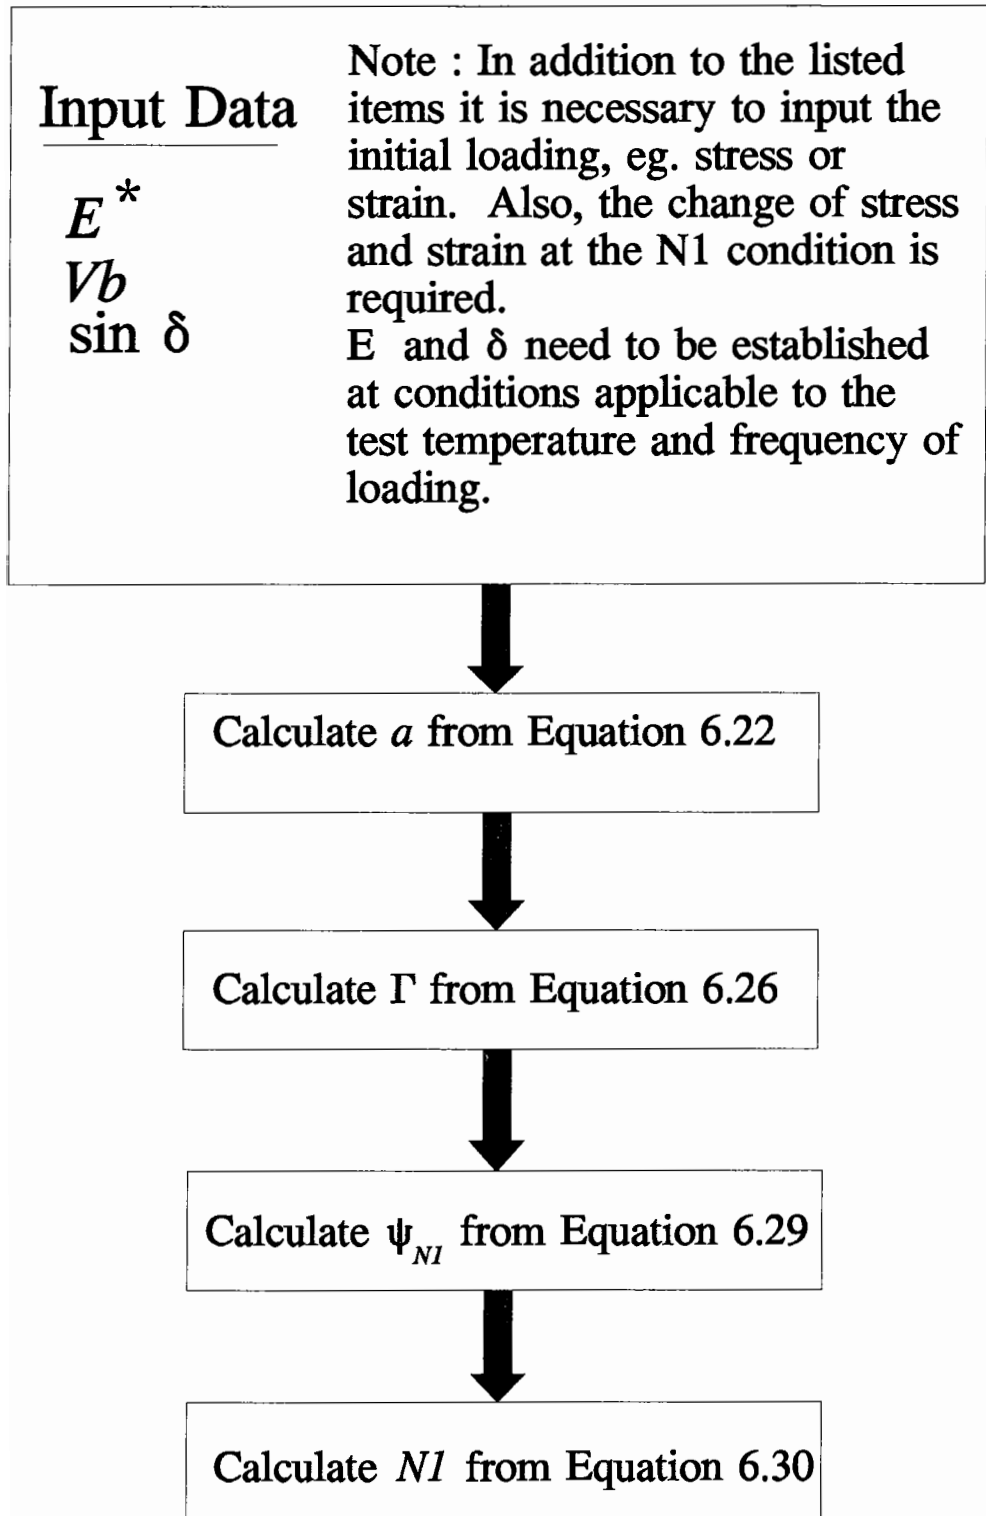 Input Data
E*
Vb
sin δ
Note : In addition to the listed
items it is necessary to input the
initial loading, eg. stress or
strain. Also, the change of stress
and strain at the N1 condition is
required.
E and δ need to be established
at conditions applicable to the
test temperature and frequency of
loading.
Calculate a from Equation 6.22
Calculate Γ from Equation 6.26
Calculate ψN1 from Equation 6.29
Calculate N1 from Equation 6.30